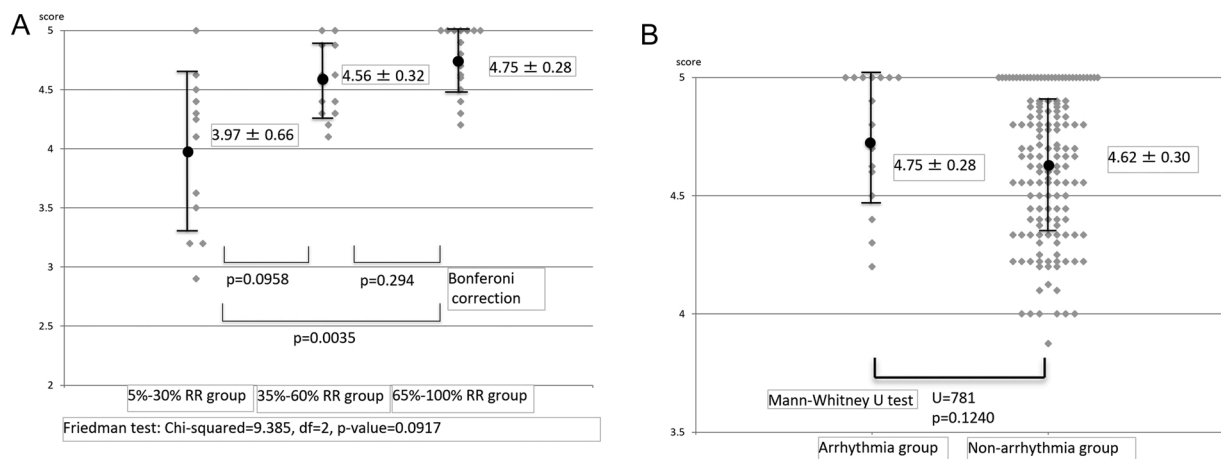 A
score
5
4.5
4
3.5
3
2.5
2
3.97 ± 0.66
4.56 ± 0.32
4.75 ± 0.28
p=0.0958
p=0.294
Bonferoni
correction
p=0.0035
5%-30% RR group
35%-60% RR group
65%-100% RR group
Friedman test: Chi-squared=9.385, df=2, p-value=0.0917
B
score
5
4.5
4
3.5
4.75 ± 0.28
4.62 ± 0.30
Mann-Whitney U test
U=781
p=0.1240
Arrhythmia group
Non-arrhythmia group